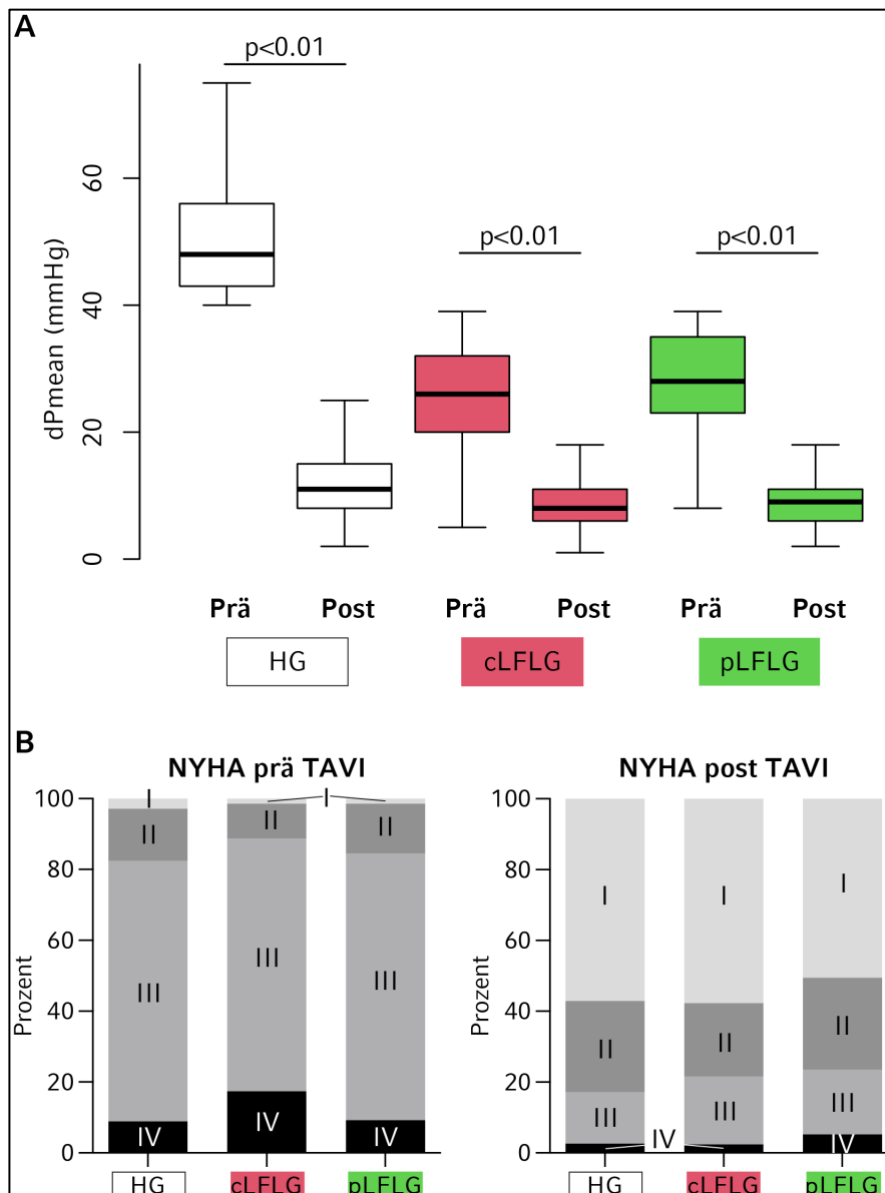 A
p<0.01
p<0.01
p<0.01
dPmean (mmHg)
60
40
20
0
Prä Post Prä Post Prä Post
HG cLFLG pLFLG
B
NYHA prä TAVI
Prozent
100
80
60
40
20
0
I I
II II II
III III III
IV IV IV
HG cLFLG pLFLG
NYHA post TAVI
Prozent
100
80
60
40
20
0
I I I
II II II
III III III
IV IV
HG cLFLG pLFLG